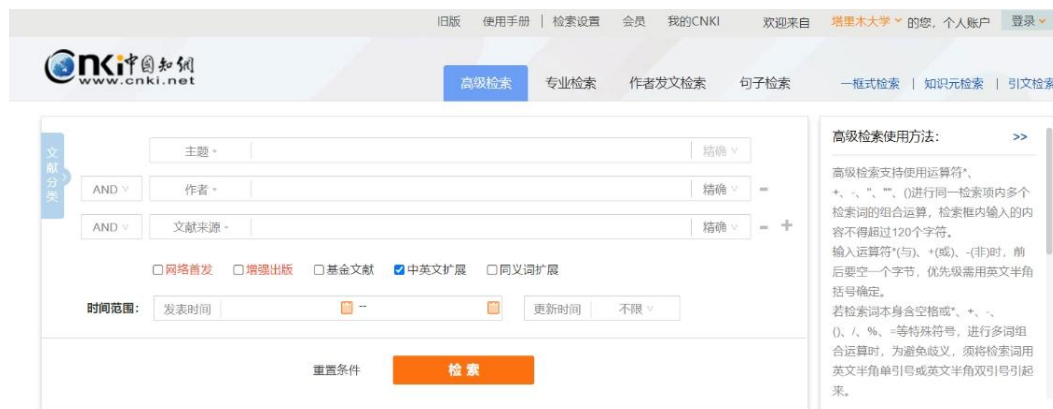 旧版 使用手册 | 检索设置 会员 我的CNKI 欢迎来自 塔里木大学 的您，个人账户 登录
cnki中国知网
www.cnki.net
高级检索 专业检索 作者发文检索 句子检索 一框式检索 | 知识元检索 | 引文检索
文献分类
主题 精确
AND 作者 精确 -
AND 文献来源 精确 - +
网络首发 增强出版 基金文献 中英文扩展 同义词扩展
时间范围： 发表时间 -- 更新时间 不限
重置条件 检索
高级检索使用方法： >>
高级检索支持使用运算符*、
+、-、''、""、()进行同一检索项内多个
检索词的组合运算，检索框内输入的内
容不得超过120个字符。
输入运算符*(与)、+(或)、-(非)时，前
后要空一个字节，优先级需用英文半角
括号确定。
若检索词本身含空格或*、+、-、
()、/、%、=等特殊符号，进行多词组
合运算时，为避免歧义，须将检索词用
英文半角单引号或英文半角双引号引起
来。